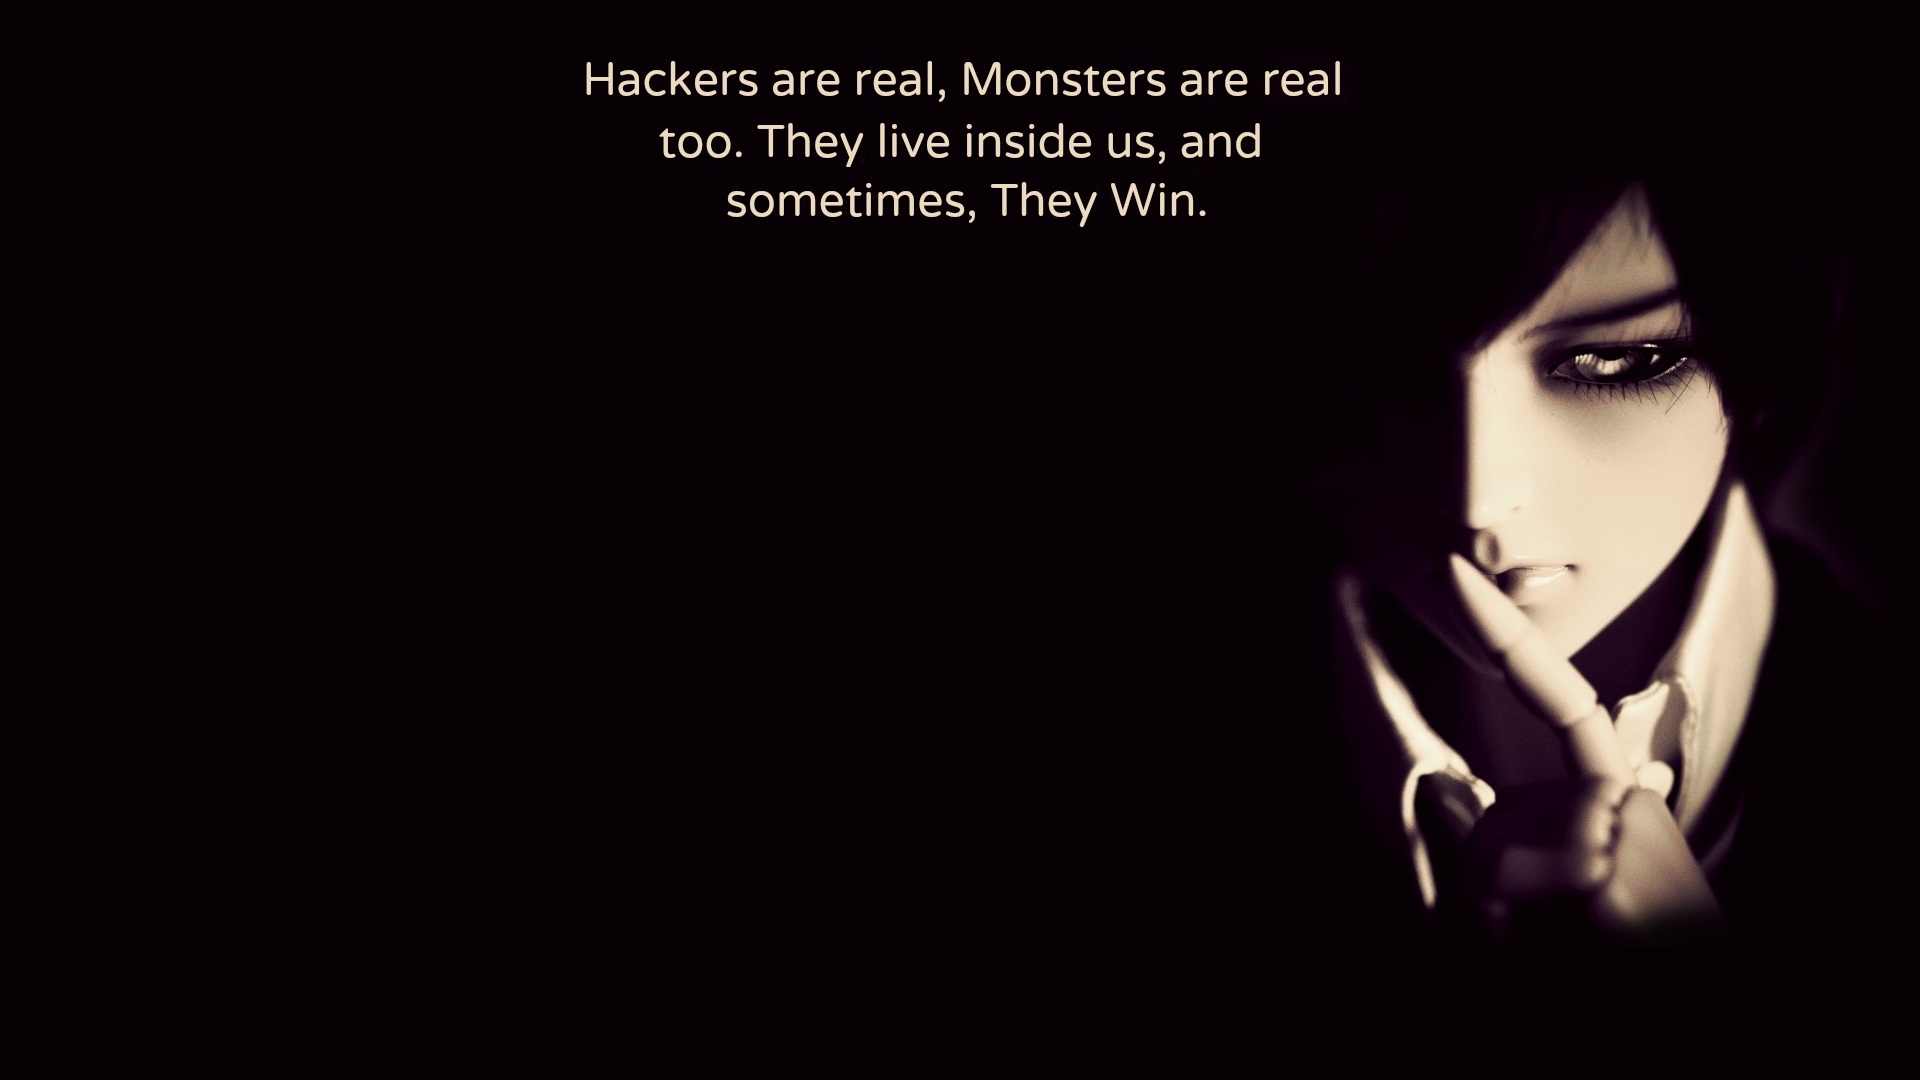 Hackers are real, Monsters are real
too. They live inside us, and
sometimes, They Win.